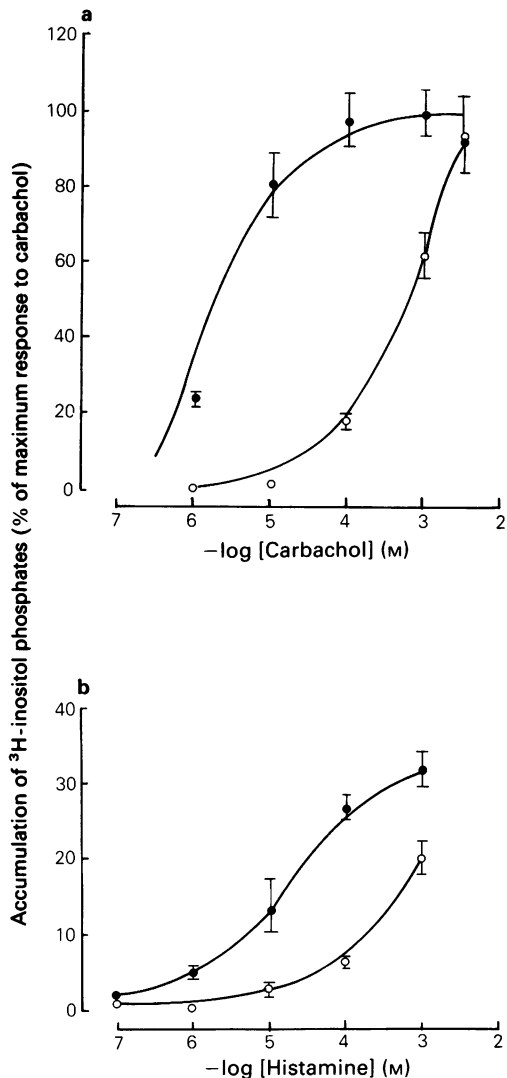 Accumulation of ³H-inositol phosphates (% of maximum response to carbachol)
a
120
100
80
60
40
20
0
7 6 5 4 3 2
−log [Carbachol] (M)
b
40
30
20
10
0
7 6 5 4 3 2
−log [Histamine] (M)